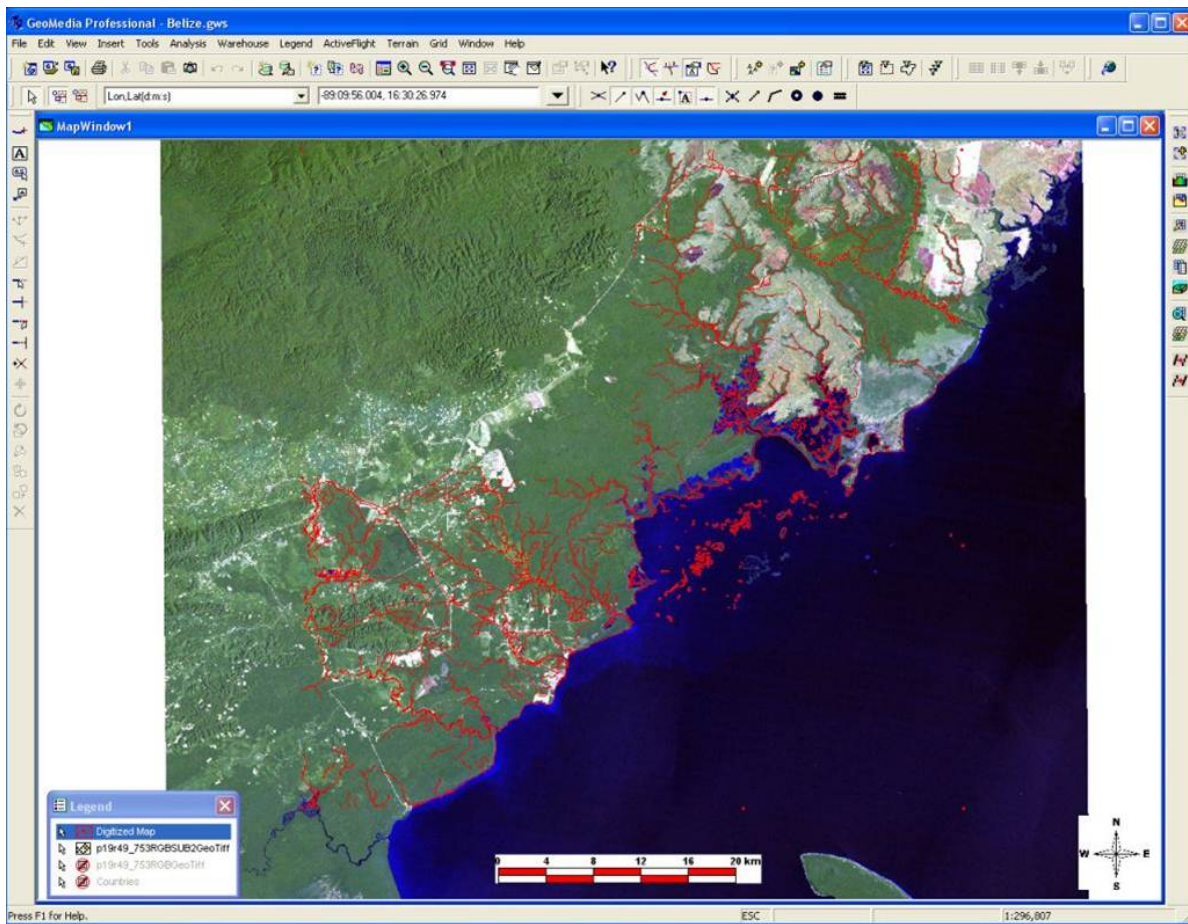 GeoMedia Professional - Belize.gws
File Edit View Insert Tools Analysis Warehouse Legend ActiveFlight Terrain Grid Window Help
Lon,Lat(d:m:s) -89:09:56.004, 16:30:26.974
MapWindow1
A
Legend
Digitized Map
p19r49_753RGBSUB2GeoTiff
p19r49_753RGBGeoTiff
Countries
0 4 8 12 16 20 km
N
W E
S
Press F1 for Help. ESC 1:296,807